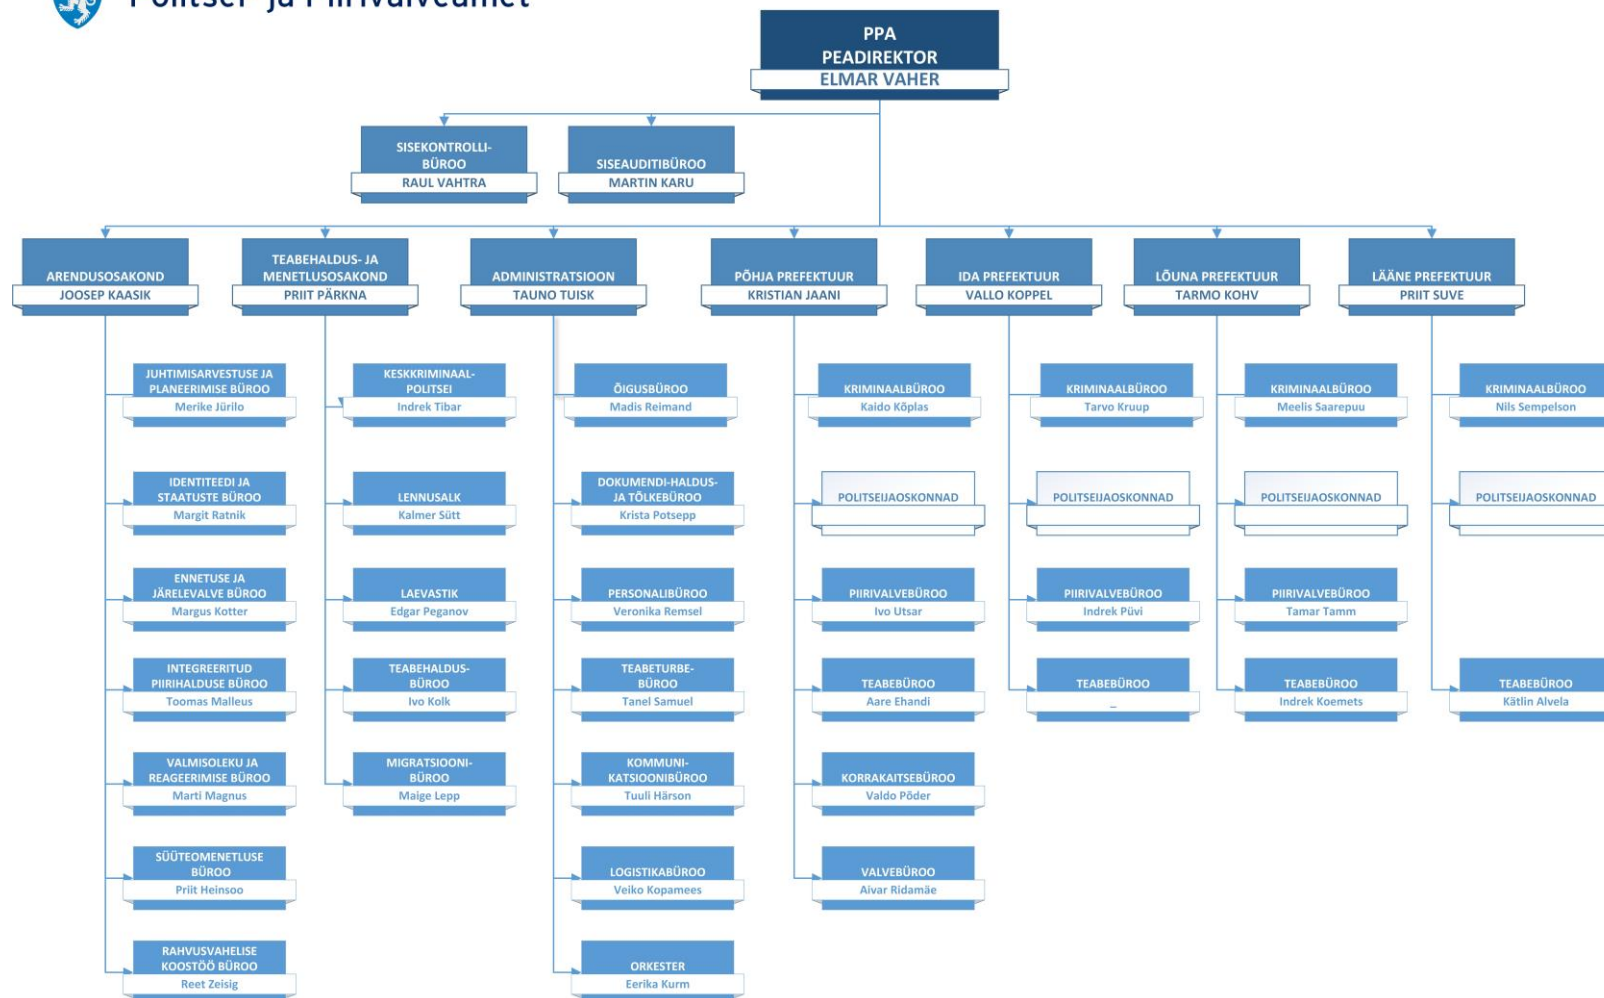 Politsei- ja Piirivalveamet
PPA
PEADIREKTOR
ELMAR VAHER
SISEKONTROLLI-
BÜROO
RAUL VAHTRA
SISEAUDITIBÜROO
MARTIN KARU
ARENDUSOSAKOND
JOOSEP KAASIK
TEABEHALDUS- JA
MENETLUSOSAKOND
PRIIT PÄRKNA
ADMINISTRATSIOON
TAUNO TUISK
PÕHJA PREFEKTUUR
KRISTIAN JAANI
IDA PREFEKTUUR
VALLO KOPPEL
LÕUNA PREFEKTUUR
TARMO KOHV
LÄÄNE PREFEKTUUR
PRIIT SUVE
JUHTIMISARVESTUSE JA
PLANEERIMISE BÜROO
Merike Jürilo
IDENTITEEDI JA
STAATUSTE BÜROO
Margit Ratnik
ENNETUSE JA
JÄRELEVALVE BÜROO
Margus Kotter
INTEGREERITUD
PIIRIHALDUSE BÜROO
Toomas Malleus
VALMISOLEKU JA
REAGEERIMISE BÜROO
Marti Magnus
SÜÜTEOMENETLUSE
BÜROO
Priit Heinsoo
RAHVUSVAHELISE
KOOSTÖÖ BÜROO
Reet Zeisig
KESKKRIMINAAL-
POLITSEI
Indrek Tibar
LENNUSALK
Kalmer Sütt
LAEVASTIK
Edgar Peganov
TEABEHALDUS-
BÜROO
Ivo Kolk
MIGRATSIOONI-
BÜROO
Maige Lepp
ÕIGUSBÜROO
Madis Reimand
DOKUMENDI-HALDUS-
JA TÕLKEBÜROO
Krista Potsepp
PERSONALIBÜROO
Veronika Remsel
TEABETURBE-
BÜROO
Tanel Samuel
KOMMUNI-
KATSIOONIBÜROO
Tuuli Härson
LOGISTIKABÜROO
Veiko Kopamees
ORKESTER
Eerika Kurm
KRIMINAALBÜROO
Kaido Kõplas
POLITSEIJAOSKONNAD
PIIRIVALVEBÜROO
Ivo Utsar
TEABEBÜROO
Aare Ehandi
KORRAKAITSEBÜROO
Valdo Põder
VALVEBÜROO
Aivar Ridamäe
KRIMINAALBÜROO
Tarvo Kruup
POLITSEIJAOSKONNAD
PIIRIVALVEBÜROO
Indrek Püvi
TEABEBÜROO
_
KRIMINAALBÜROO
Meelis Saarepuu
POLITSEIJAOSKONNAD
PIIRIVALVEBÜROO
Tamar Tamm
TEABEBÜROO
Indrek Koemets
KRIMINAALBÜROO
Nils Sempelson
POLITSEIJAOSKONNAD
TEABEBÜROO
Kätlin Alvela